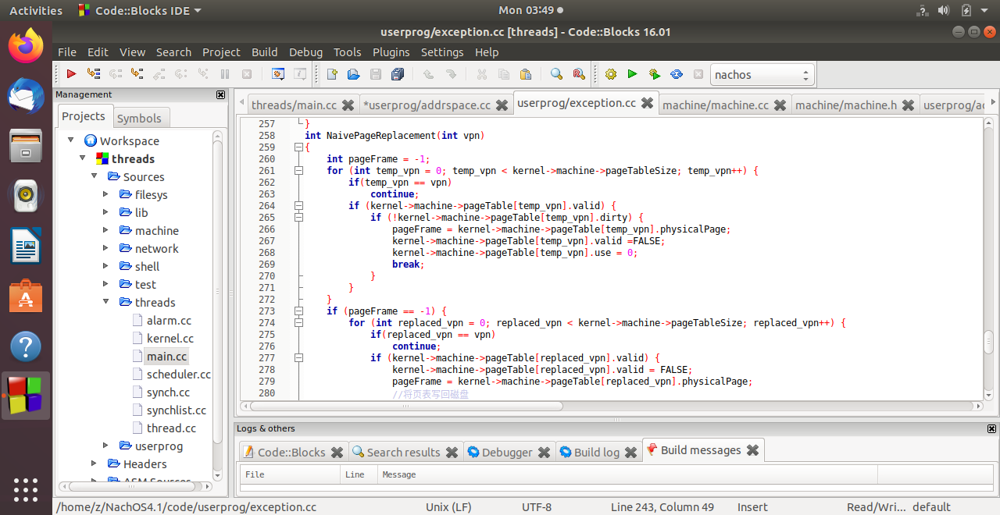 Activities Code::Blocks IDE Mon 03:49
userprog/exception.cc [threads] - Code::Blocks 16.01
File Edit View Search Project Build Debug Tools Plugins Settings Help
nachos
Management
Projects Symbols
Workspace
threads
Sources
filesys
lib
machine
network
shell
test
threads
alarm.cc
kernel.cc
main.cc
scheduler.cc
synch.cc
synchlist.cc
thread.cc
userprog
Headers
ASM Sources
threads/main.cc *userprog/addrspace.cc userprog/exception.cc machine/machine.cc machine/machine.h userprog/ac
257 }
258 int NaivePageReplacement(int vpn)
259 {
260 int pageFrame = -1;
261 for (int temp_vpn = 0; temp_vpn < kernel->machine->pageTableSize; temp_vpn++) {
262 if(temp_vpn == vpn)
263 continue;
264 if (kernel->machine->pageTable[temp_vpn].valid) {
265 if (!kernel->machine->pageTable[temp_vpn].dirty) {
266 pageFrame = kernel->machine->pageTable[temp_vpn].physicalPage;
267 kernel->machine->pageTable[temp_vpn].valid =FALSE;
268 kernel->machine->pageTable[temp_vpn].use = 0;
269 break;
270 }
271 }
272 }
273 if (pageFrame == -1) {
274 for (int replaced_vpn = 0; replaced_vpn < kernel->machine->pageTableSize; replaced_vpn++) {
275 if(replaced_vpn == vpn)
276 continue;
277 if (kernel->machine->pageTable[replaced_vpn].valid) {
278 kernel->machine->pageTable[replaced_vpn].valid = FALSE;
279 pageFrame = kernel->machine->pageTable[replaced_vpn].physicalPage;
280 //将页表写回磁盘
Logs & others
Code::Blocks Search results Debugger Build log Build messages
File Line Message
/home/z/NachOS4.1/code/userprog/exception.cc Unix (LF) UTF-8 Line 243, Column 49 Insert Read/Wri... default